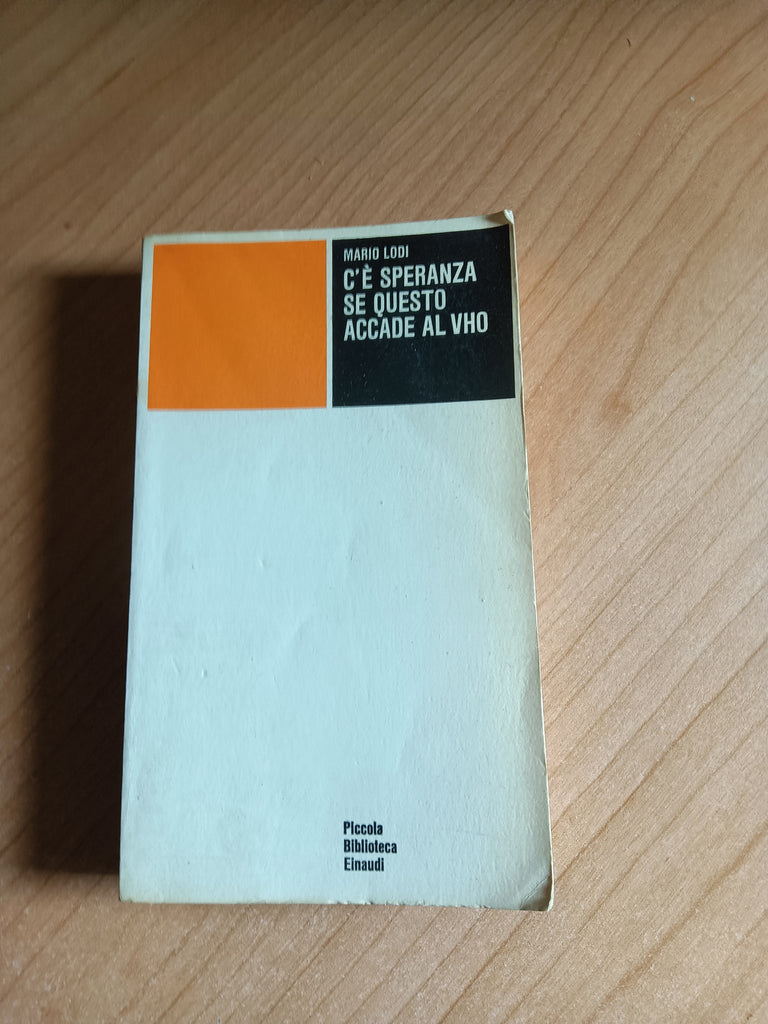 MARIO LODI
C'È SPERANZA
SE QUESTO
ACCADE AL VHO
Piccola
Biblioteca
Einaudi